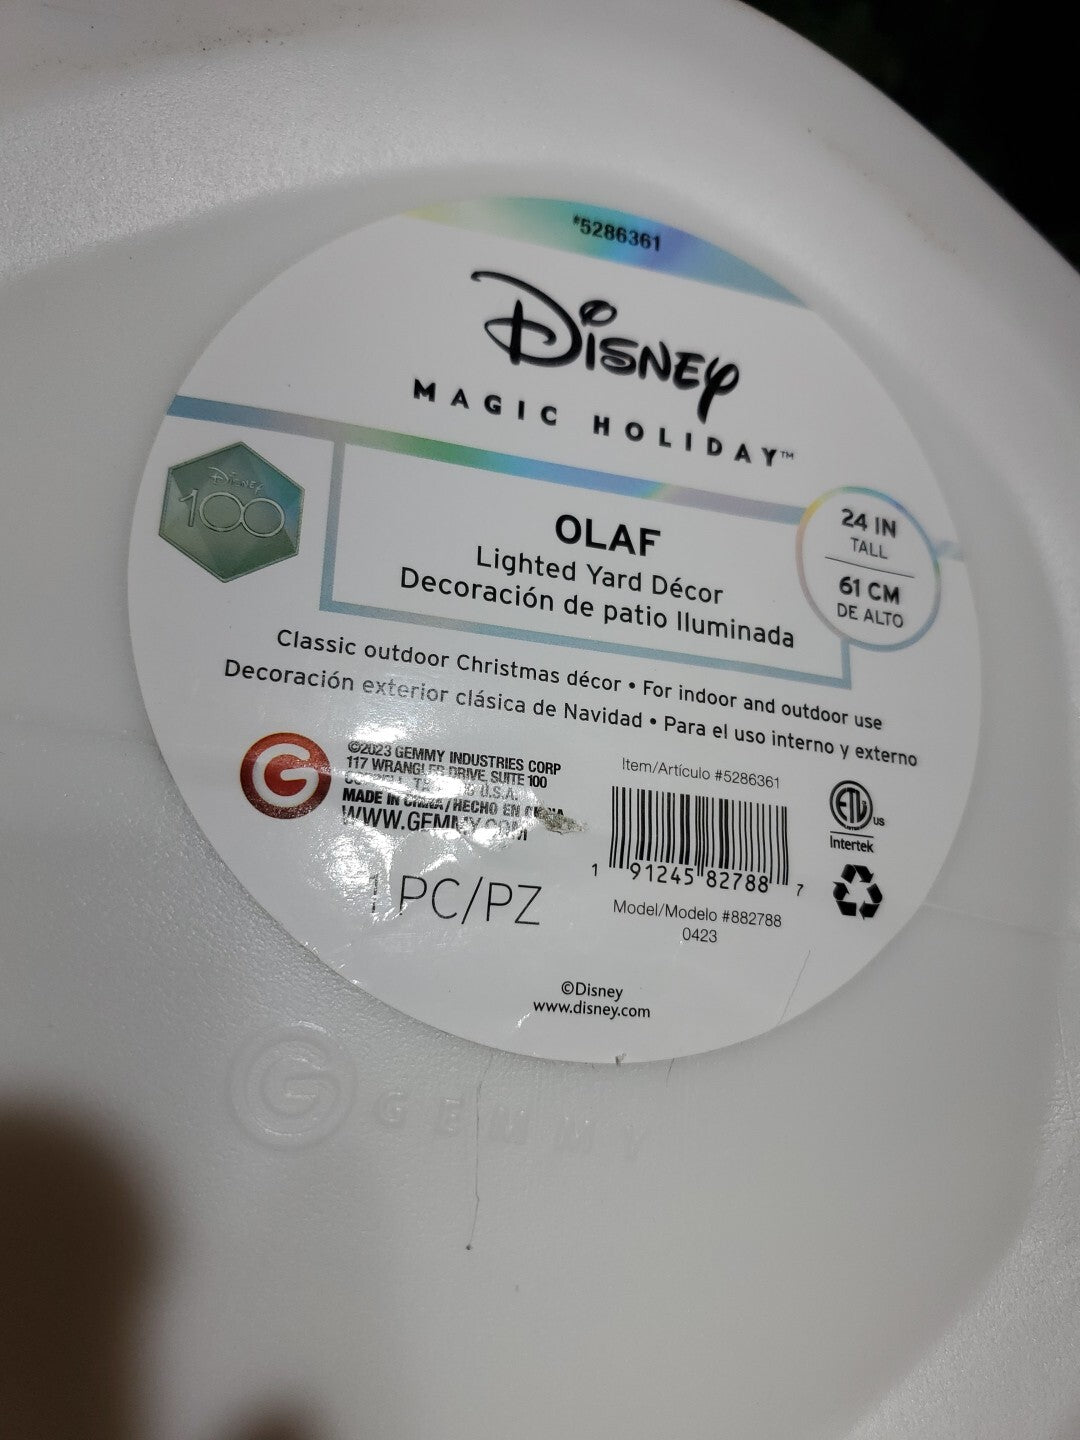 #5286361
Disney
MAGIC HOLIDAY™
Disney
100
OLAF
Lighted Yard Décor
Decoración de patio Iluminada
24 IN
TALL
61 CM
DE ALTO
Classic outdoor Christmas décor • For indoor and outdoor use
Decoración exterior clásica de Navidad • Para el uso interno y externo
G
©2023 GEMMY INDUSTRIES CORP
117 WRANGLER DRIVE, SUITE 100
U.S.A.
MADE IN CHINA/HECHO EN CHINA
WWW.GEMMY.COM
1 PC/PZ
Item/Artículo #5286361
1 91245 82788 7
Model/Modelo #882788
0423
ETL US
Intertek
©Disney
www.disney.com
G GEMMY